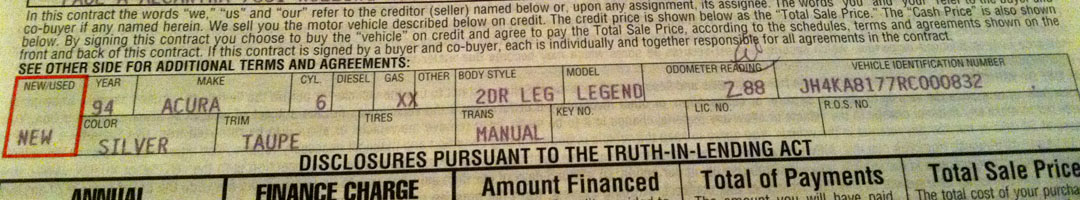 In this contract the words "we," "us" and "our" refer to the creditor (seller) named below or, upon any assignment, its assignee. The words "you" and "your" refer to the buyer and
co-buyer if any named herein. We sell you the motor vehicle described below on credit. The credit price is shown below as the "Total Sale Price." The "Cash Price" is also shown
below. By signing this contract you choose to buy the "vehicle" on credit and agree to pay the Total Sale Price, according to the schedules, terms and agreements shown on the
front and back of this contract. If this contract is signed by a buyer and co-buyer, each is individually and together responsible for all agreements in the contract.
SEE OTHER SIDE FOR ADDITIONAL TERMS AND AGREEMENTS:
NEW/USED YEAR MAKE CYL. DIESEL GAS OTHER BODY STYLE MODEL ODOMETER READING VEHICLE IDENTIFICATION NUMBER
94 ACURA 6 XX 2DR LEG LEGEND 288 JH4KA8177RC000832
COLOR TRIM TIRES TRANS KEY NO. LIC. NO. R.O.S. NO.
NEW SILVER TAUPE MANUAL
DISCLOSURES PURSUANT TO THE TRUTH-IN-LENDING ACT
ANNUAL FINANCE CHARGE Amount Financed Total of Payments Total Sale Price
The total cost of your
you will have paid